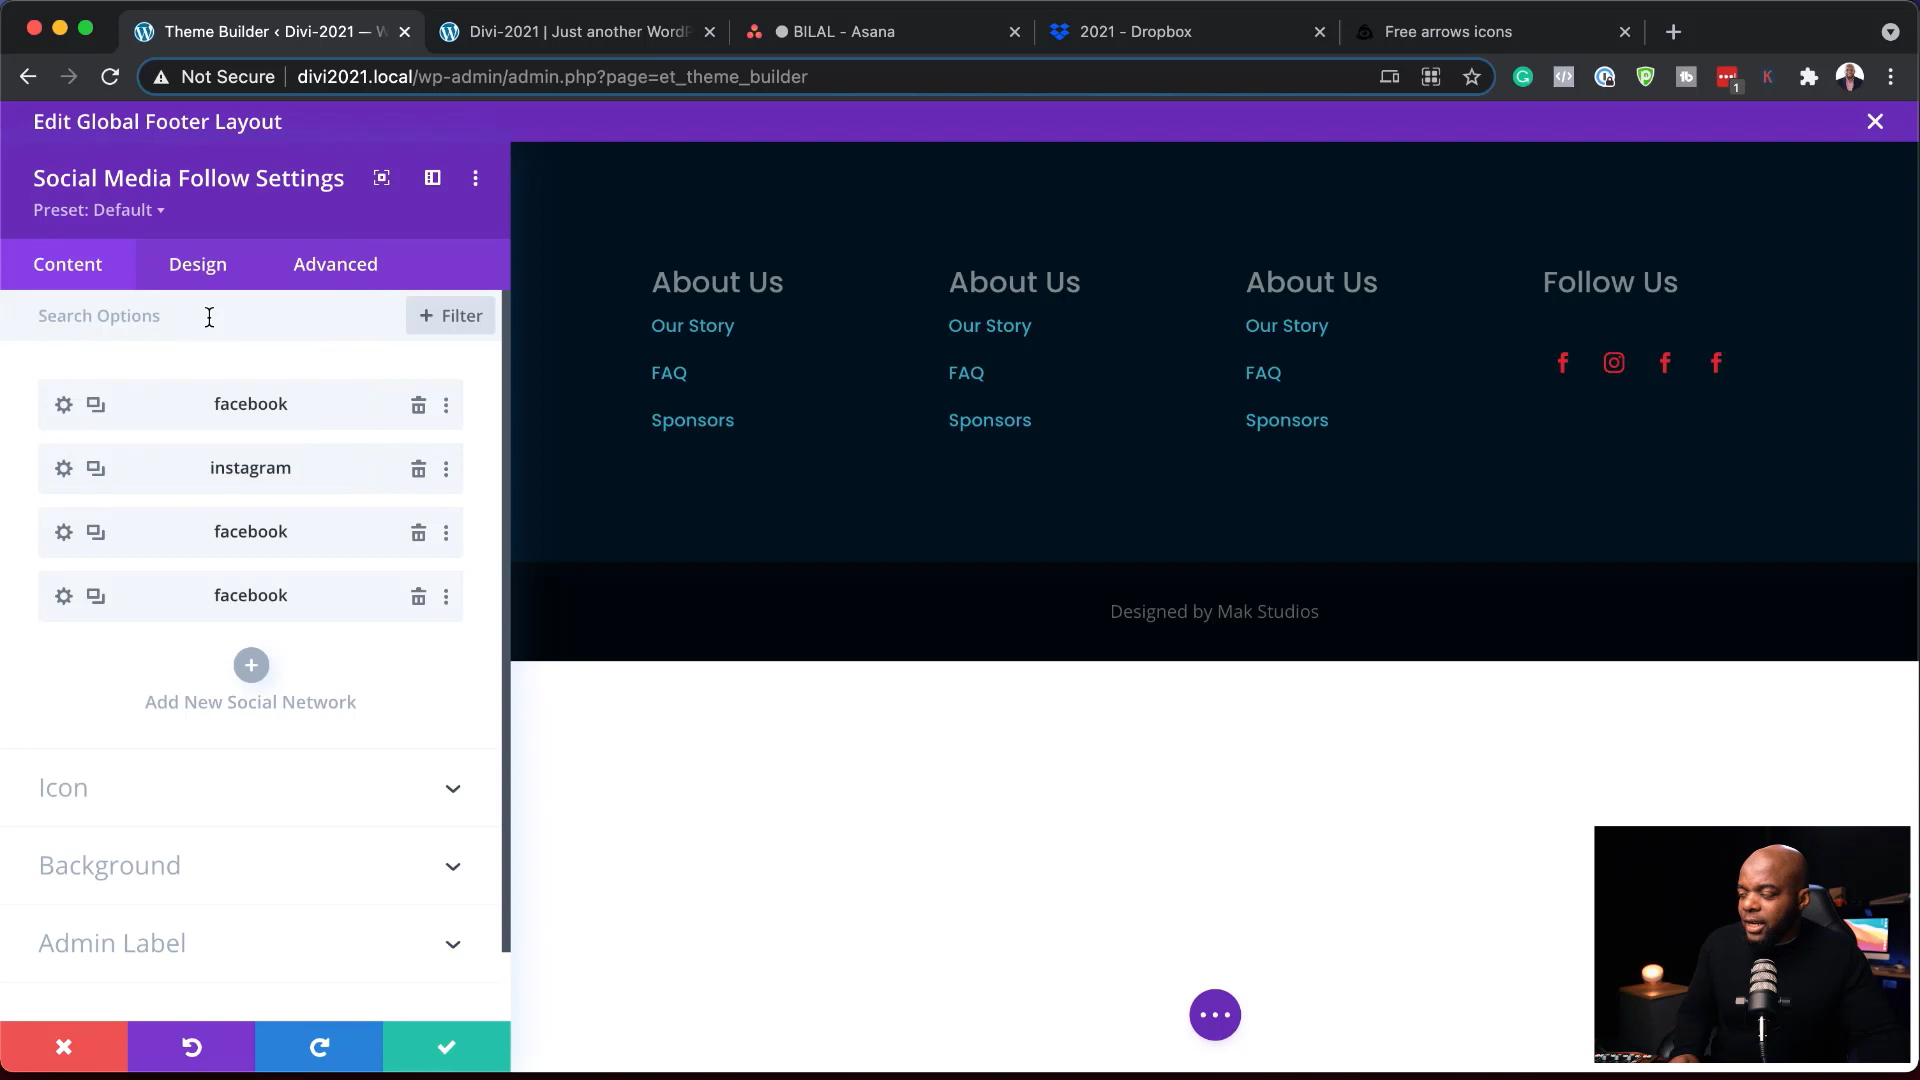 Theme Builder ‹ Divi-2021 — W
Divi-2021 | Just another WordP
BILAL - Asana
2021 - Dropbox
Free arrows icons
Not Secure
divi2021.local/wp-admin/admin.php?page=et_theme_builder
1
Edit Global Footer Layout
Social Media Follow Settings
Preset: Default
Content
Design
Advanced
Search Options
+ Filter
facebook
instagram
facebook
facebook
Add New Social Network
Icon
Background
Admin Label
About Us
Our Story
FAQ
Sponsors
About Us
Our Story
FAQ
Sponsors
About Us
Our Story
FAQ
Sponsors
Follow Us
Designed by Mak Studios